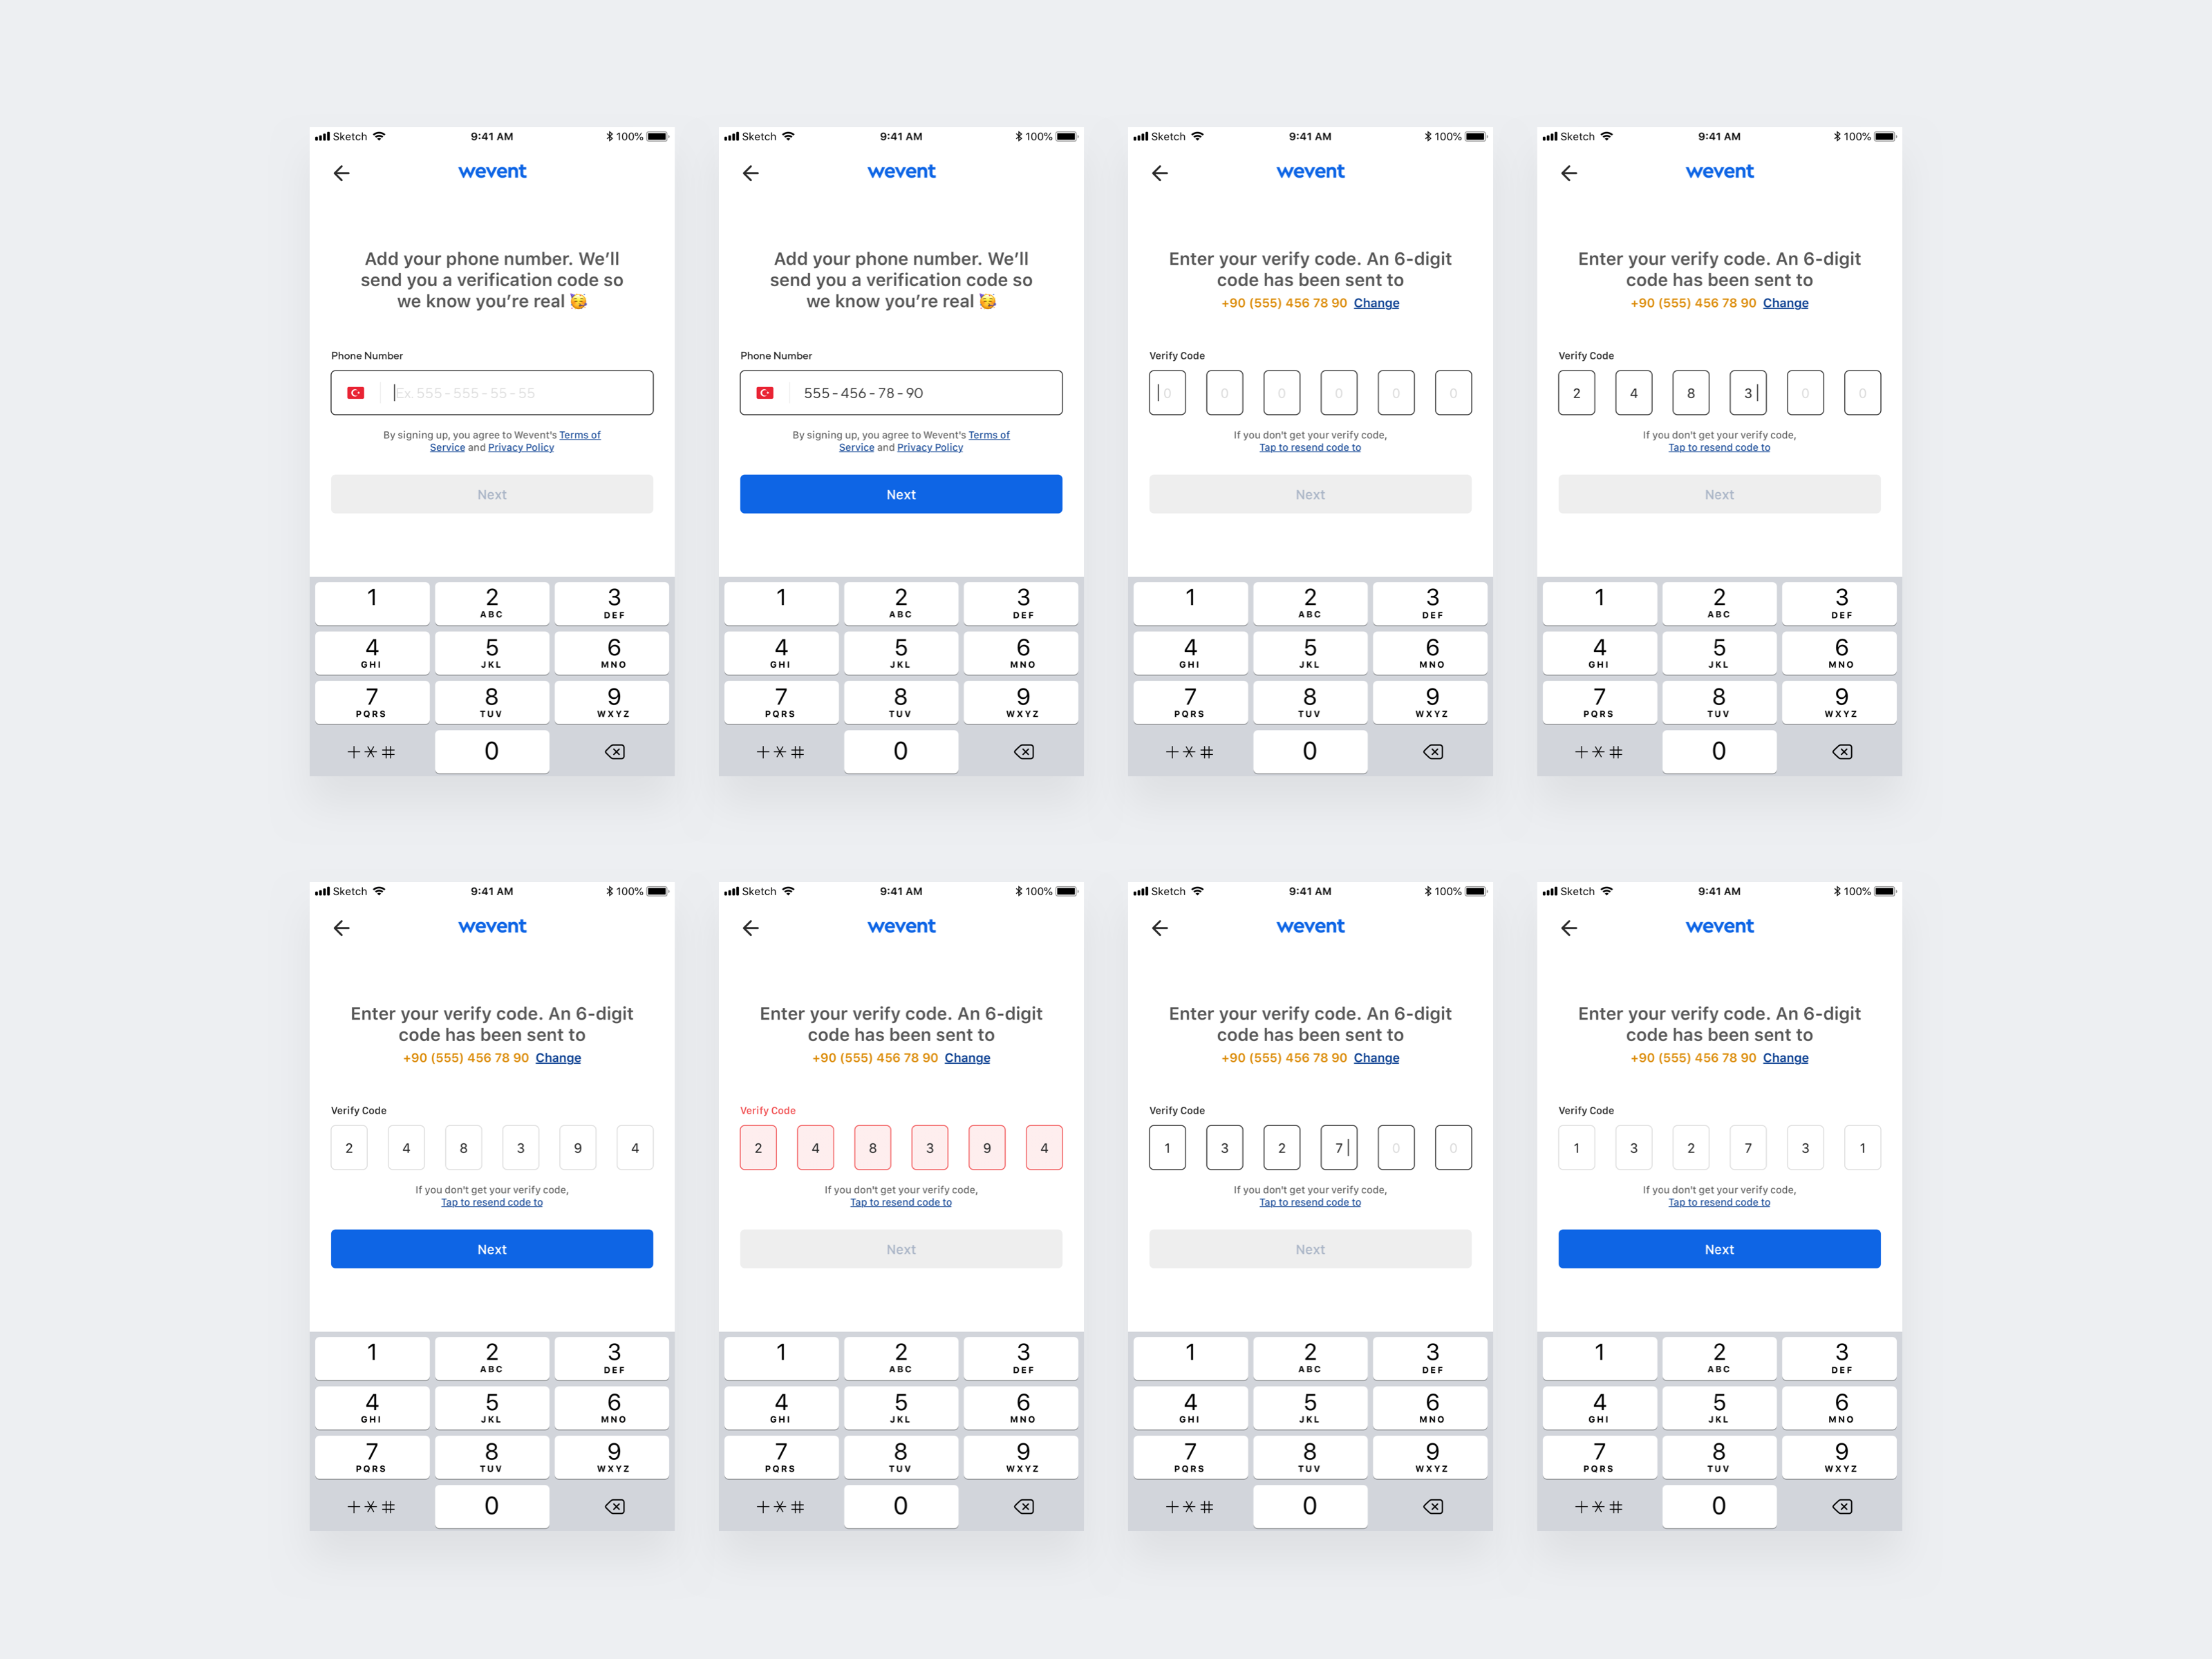 Sketch 9:41 AM 100%
wevent
Add your phone number. We’ll
send you a verification code so
we know you’re real 🥳
Phone Number
Ex. 555 - 555 - 55 - 55
By signing up, you agree to Wevent's Terms of
Service and Privacy Policy
Next
1
2
ABC
3
DEF
4
GHI
5
JKL
6
MNO
7
PQRS
8
TUV
9
WXYZ
+*#
0
Sketch 9:41 AM 100%
wevent
Add your phone number. We’ll
send you a verification code so
we know you’re real 🥳
Phone Number
555 - 456 - 78 - 90
By signing up, you agree to Wevent's Terms of
Service and Privacy Policy
Next
1
2
ABC
3
DEF
4
GHI
5
JKL
6
MNO
7
PQRS
8
TUV
9
WXYZ
+*#
0
Sketch 9:41 AM 100%
wevent
Enter your verify code. An 6-digit
code has been sent to
+90 (555) 456 78 90 Change
Verify Code
0 0 0 0 0 0
If you don't get your verify code,
Tap to resend code to
Next
1
2
ABC
3
DEF
4
GHI
5
JKL
6
MNO
7
PQRS
8
TUV
9
WXYZ
+*#
0
Sketch 9:41 AM 100%
wevent
Enter your verify code. An 6-digit
code has been sent to
+90 (555) 456 78 90 Change
Verify Code
2 4 8 3 0 0
If you don't get your verify code,
Tap to resend code to
Next
1
2
ABC
3
DEF
4
GHI
5
JKL
6
MNO
7
PQRS
8
TUV
9
WXYZ
+*#
0
Sketch 9:41 AM 100%
wevent
Enter your verify code. An 6-digit
code has been sent to
+90 (555) 456 78 90 Change
Verify Code
2 4 8 3 9 4
If you don't get your verify code,
Tap to resend code to
Next
1
2
ABC
3
DEF
4
GHI
5
JKL
6
MNO
7
PQRS
8
TUV
9
WXYZ
+*#
0
Sketch 9:41 AM 100%
wevent
Enter your verify code. An 6-digit
code has been sent to
+90 (555) 456 78 90 Change
Verify Code
2 4 8 3 9 4
If you don't get your verify code,
Tap to resend code to
Next
1
2
ABC
3
DEF
4
GHI
5
JKL
6
MNO
7
PQRS
8
TUV
9
WXYZ
+*#
0
Sketch 9:41 AM 100%
wevent
Enter your verify code. An 6-digit
code has been sent to
+90 (555) 456 78 90 Change
Verify Code
1 3 2 7 0 0
If you don't get your verify code,
Tap to resend code to
Next
1
2
ABC
3
DEF
4
GHI
5
JKL
6
MNO
7
PQRS
8
TUV
9
WXYZ
+*#
0
Sketch 9:41 AM 100%
wevent
Enter your verify code. An 6-digit
code has been sent to
+90 (555) 456 78 90 Change
Verify Code
1 3 2 7 3 1
If you don't get your verify code,
Tap to resend code to
Next
1
2
ABC
3
DEF
4
GHI
5
JKL
6
MNO
7
PQRS
8
TUV
9
WXYZ
+*#
0